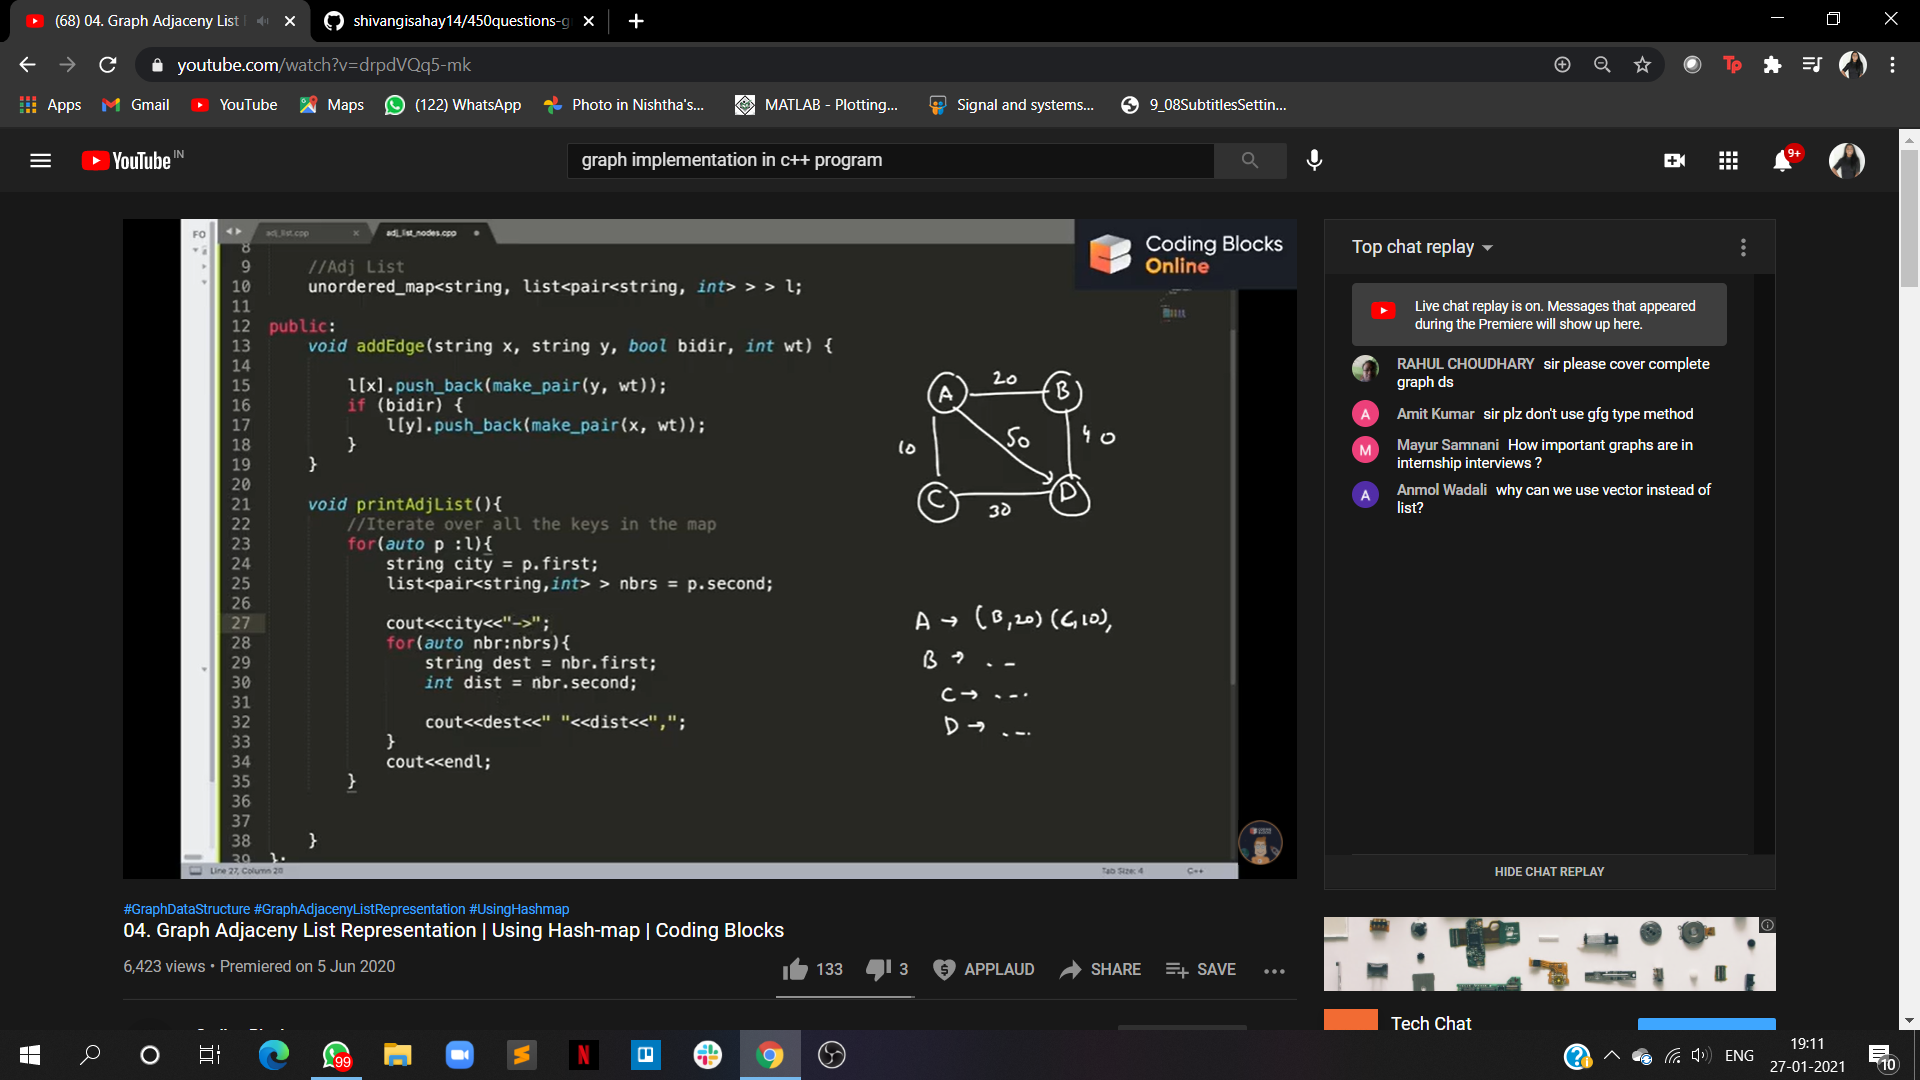 (68) 04. Graph Adjaceny List
shivangisahay14/450questions-g
youtube.com/watch?v=drpdVQq5-mk
Tp
Apps Gmail YouTube Maps (122) WhatsApp Photo in Nishtha's... MATLAB - Plotting... Signal and systems... 9_08SubtitlesSettin...
YouTube IN
graph implementation in c++ program
9+
FO
adj_list.cpp
adj_list_nodes.cpp
Coding Blocks
Online
8
9 //Adj List
10 unordered_map<string, list<pair<string, int> > > l;
11
12 public:
13 void addEdge(string x, string y, bool bidir, int wt) {
14
15 l[x].push_back(make_pair(y, wt));
16 if (bidir) {
17 l[y].push_back(make_pair(x, wt));
18 }
19 }
20
21 void printAdjList(){
22 //Iterate over all the keys in the map
23 for(auto p :l){
24 string city = p.first;
25 list<pair<string,int> > nbrs = p.second;
26
27 cout<<city<<"->";
28 for(auto nbr:nbrs){
29 string dest = nbr.first;
30 int dist = nbr.second;
31
32 cout<<dest<<" "<<dist<<",";
33 }
34 cout<<endl;
35 }
36
37
38 }
39 };
A 20 B
10 50 40
C 30 D
A → (B,20) (C,10),
B → . –
C → . – .
D → . – .
Line 27, Column 20
Tab Size: 4
C++
Top chat replay
Live chat replay is on. Messages that appeared
during the Premiere will show up here.
RAHUL CHOUDHARY sir please cover complete
graph ds
A Amit Kumar sir plz don't use gfg type method
M Mayur Samnani How important graphs are in
internship interviews ?
A Anmol Wadali why can we use vector instead of
list?
HIDE CHAT REPLAY
#GraphDataStructure #GraphAdjacenyListRepresentation #UsingHashmap
04. Graph Adjaceny List Representation | Using Hash-map | Coding Blocks
6,423 views • Premiered on 5 Jun 2020
133 3 APPLAUD SHARE SAVE
Tech Chat
99
ENG
19:11
27-01-2021
10